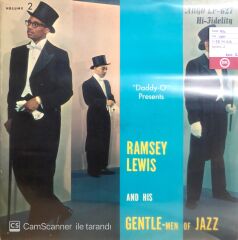 VOLUME 2
Argo LP-627
Hi-Fidelity
"Daddy-O"
Presents
RAMSEY
LEWIS
AND HIS
GENTLE-MEN OF JAZZ
CS CamScanner ile tarandı